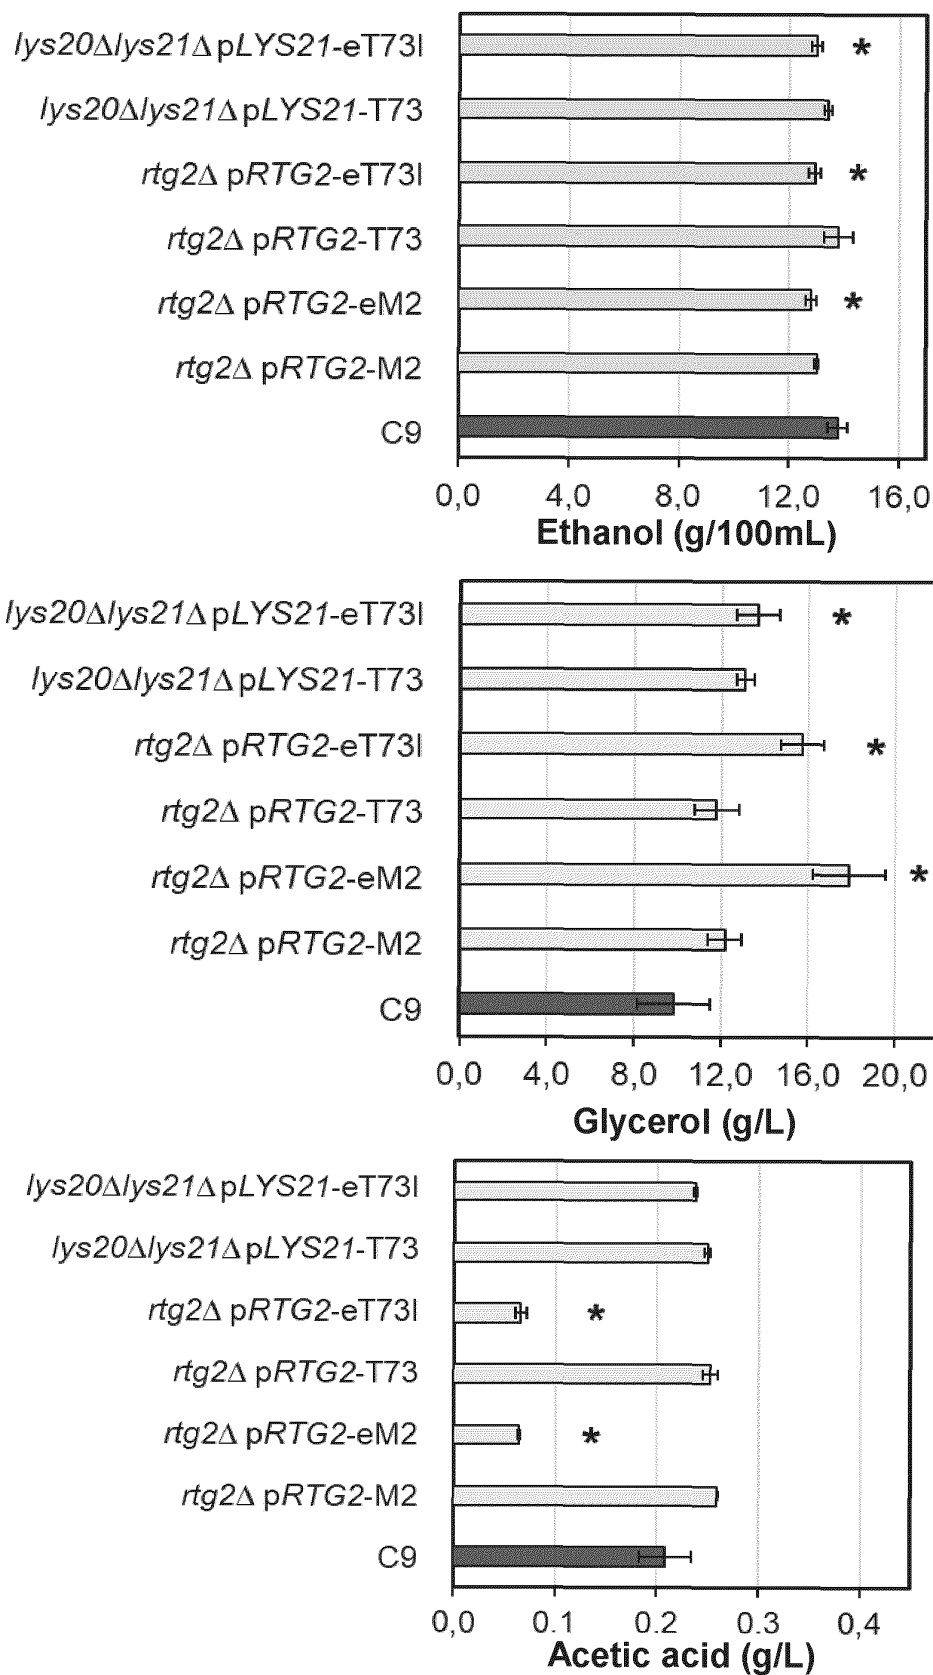 lys20Δlys21Δ pLYS21-eT73I *
lys20Δlys21Δ pLYS21-T73
rtg2Δ pRTG2-eT73I *
rtg2Δ pRTG2-T73
rtg2Δ pRTG2-eM2 *
rtg2Δ pRTG2-M2
C9
0,0 4,0 8,0 12,0 16,0
Ethanol (g/100mL)
lys20Δlys21Δ pLYS21-eT73I *
lys20Δlys21Δ pLYS21-T73
rtg2Δ pRTG2-eT73I *
rtg2Δ pRTG2-T73
rtg2Δ pRTG2-eM2 *
rtg2Δ pRTG2-M2
C9
0,0 4,0 8,0 12,0 16,0 20,0
Glycerol (g/L)
lys20Δlys21Δ pLYS21-eT73I
lys20Δlys21Δ pLYS21-T73
rtg2Δ pRTG2-eT73I *
rtg2Δ pRTG2-T73
rtg2Δ pRTG2-eM2 *
rtg2Δ pRTG2-M2
C9
0,0 0.1 0.2 0.3 0,4
Acetic acid (g/L)